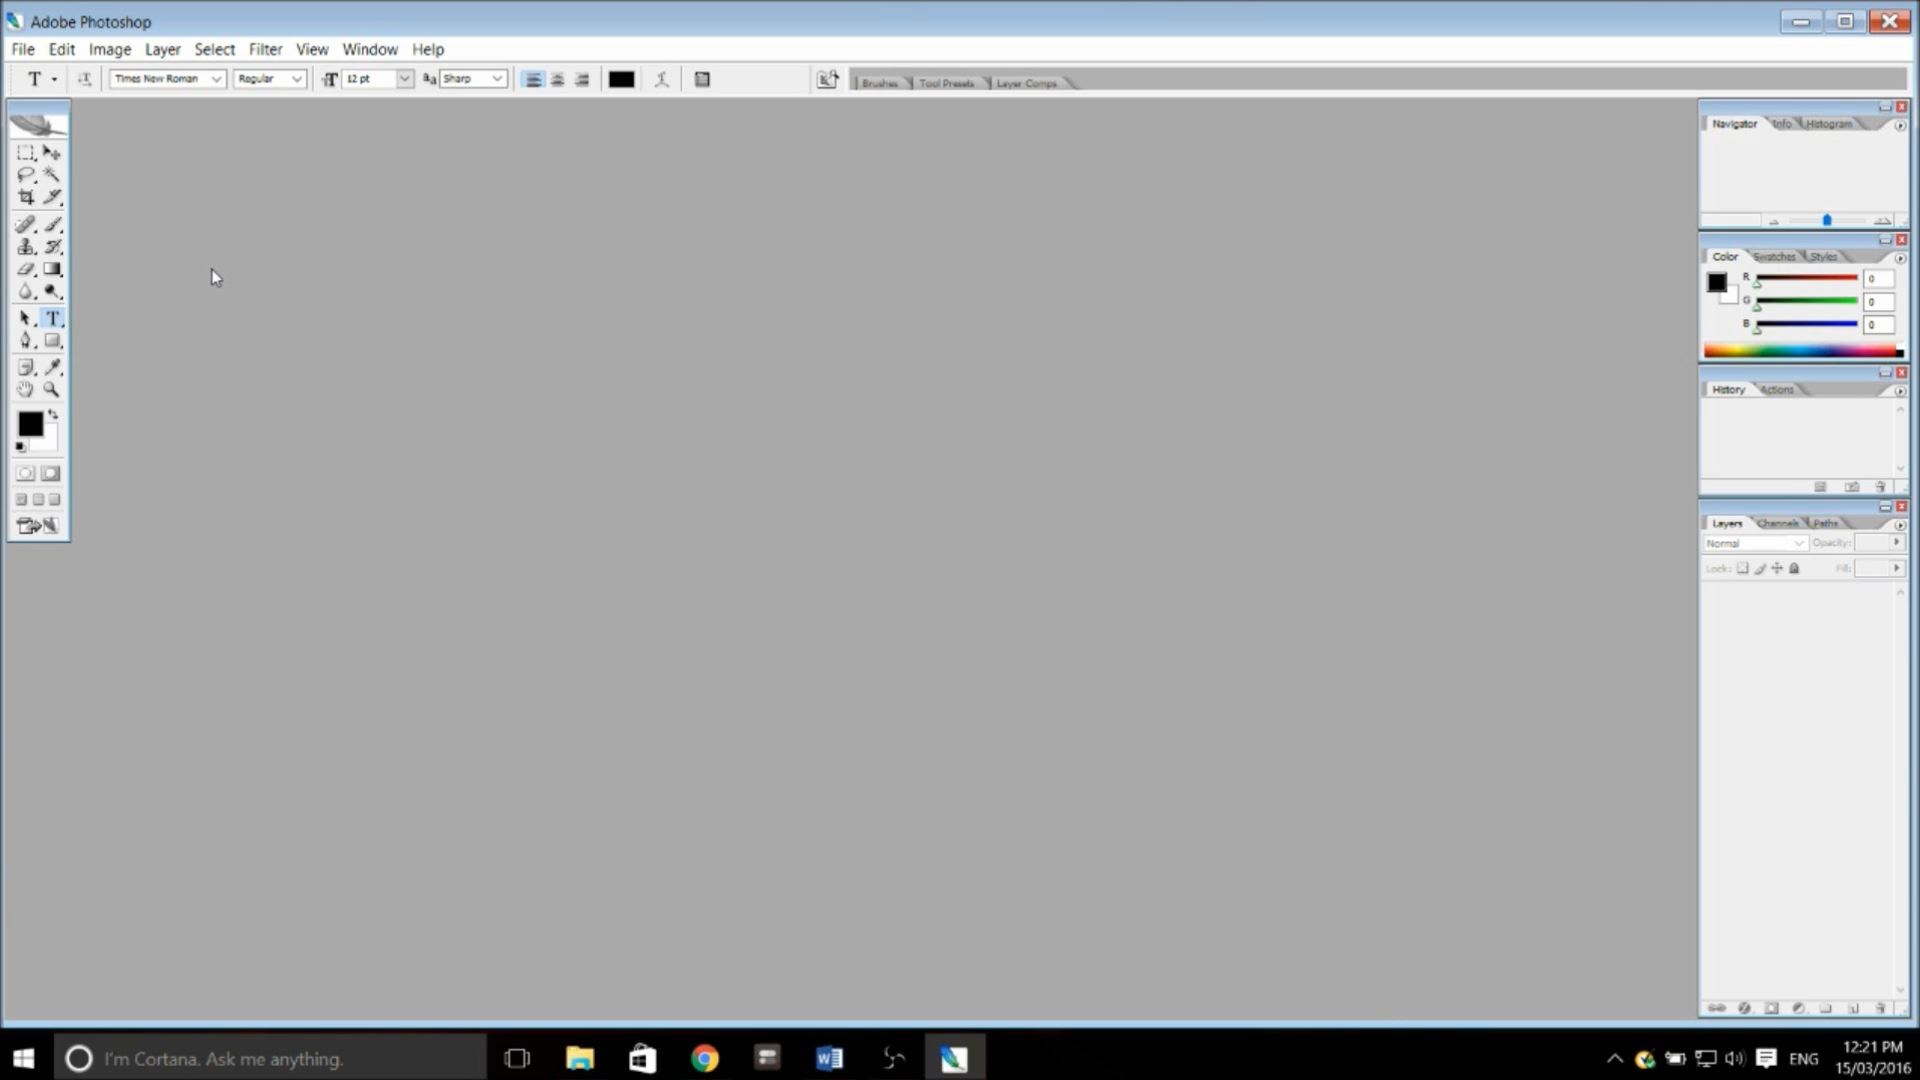 Adobe Photoshop
File Edit Image Layer Select Filter View Window Help
T Times New Roman Regular T 12 pt aa Sharp Brushes Tool Presets Layer Comps
Navigator Info Histogram
T
Color Swatches Styles
R 0
G 0
B 0
History Actions
Layers Channels Paths
Normal Opacity:
Lock: Fill:
I'm Cortana. Ask me anything.
ENG
12:21 PM
15/03/2016